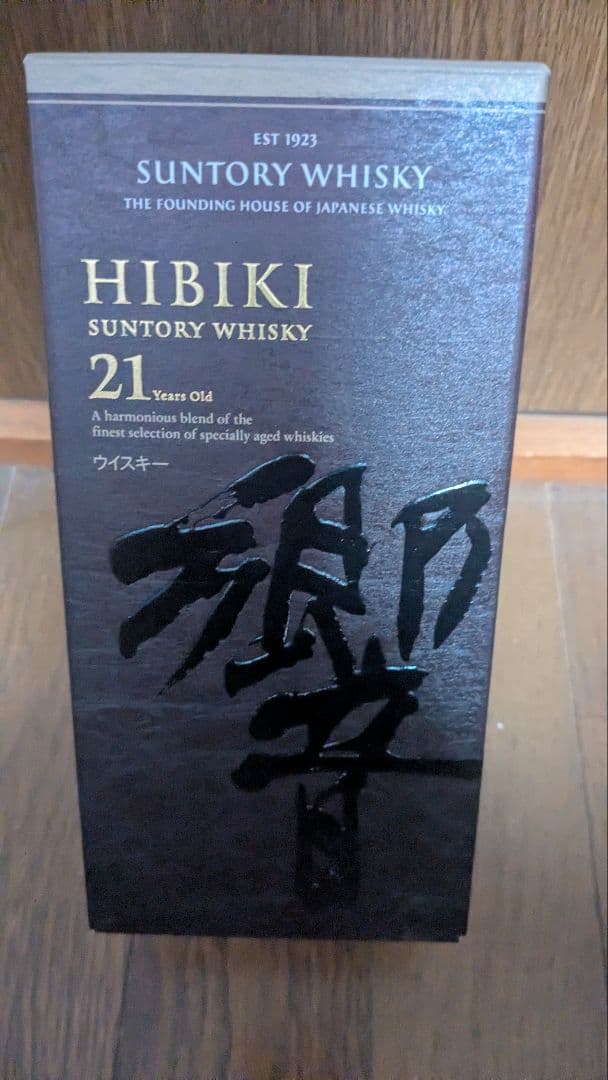 EST 1923
SUNTORY WHISKY
THE FOUNDING HOUSE OF JAPANESE WHISKY
HIBIKI
SUNTORY WHISKY
21 Years Old
A harmonious blend of the
finest selection of specially aged whiskies
ウイスキー
響